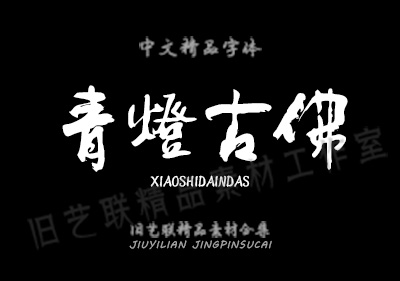 中文精品字体
青燈古佛
XIAOSHIDAINDAS
旧艺联精品素材工作室
旧艺联精品素材合集
JIUYILIAN JINGPINSUCAI